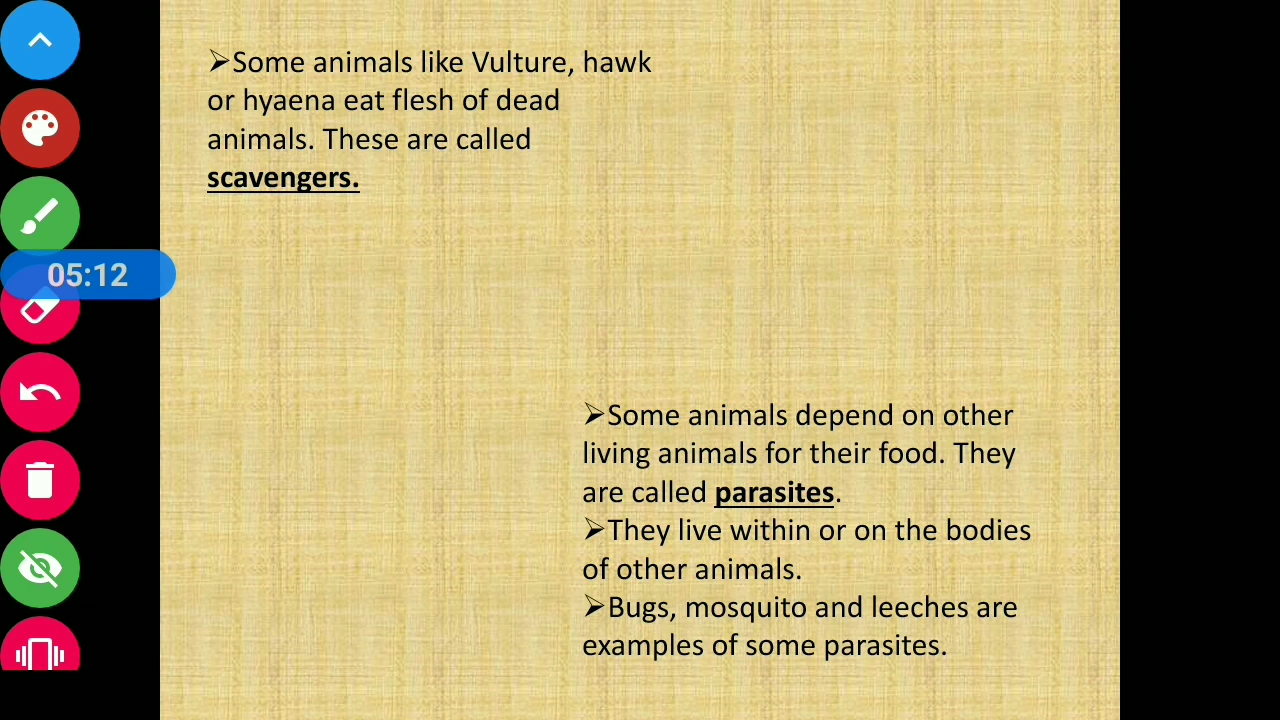 ➢Some animals like Vulture, hawk
or hyaena eat flesh of dead
animals. These are called
scavengers.
05:12
➢Some animals depend on other
living animals for their food. They
are called parasites.
➢They live within or on the bodies
of other animals.
➢Bugs, mosquito and leeches are
examples of some parasites.